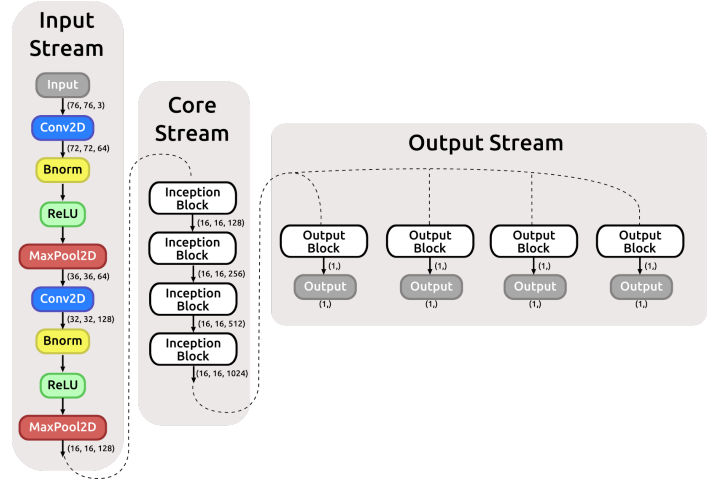 Input
Stream
Input
(76, 76, 3)
Conv2D
(72, 72, 64)
Bnorm
ReLU
MaxPool2D
(36, 36, 64)
Conv2D
(32, 32, 128)
Bnorm
ReLU
MaxPool2D
(16, 16, 128)
Core
Stream
Inception
Block
(16, 16, 128)
Inception
Block
(16, 16, 256)
Inception
Block
(16, 16, 512)
Inception
Block
(16, 16, 1024)
Output Stream
Output
Block
(1,)
Output
(1,)
Output
Block
(1,)
Output
(1,)
Output
Block
(1,)
Output
(1,)
Output
Block
(1,)
Output
(1,)